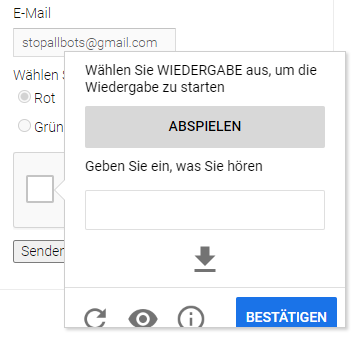 E-Mail
stopallbots@gmail.com
Wählen S
Rot
Grün
Senden
Wählen Sie WIEDERGABE aus, um die
Wiedergabe zu starten
ABSPIELEN
Geben Sie ein, was Sie hören
BESTÄTIGEN